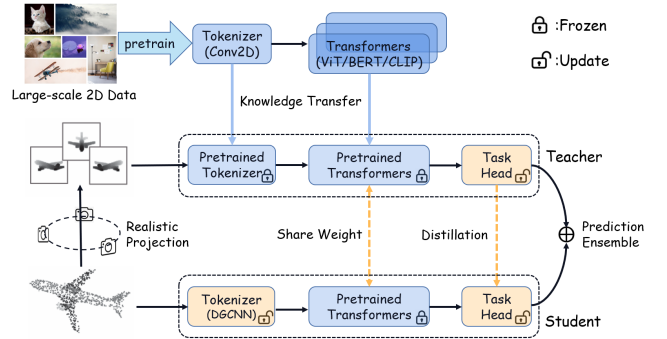 pretrain
Tokenizer
(Conv2D)
Transformers
(ViT/BERT/CLIP)
:Frozen
:Update
Large-scale 2D Data
Knowledge Transfer
Pretrained
Tokenizer
Pretrained
Transformers
Task
Head
Teacher
Realistic
Projection
Share Weight
Distillation
Prediction
Ensemble
Tokenizer
(DGCNN)
Pretrained
Transformers
Task
Head
Student